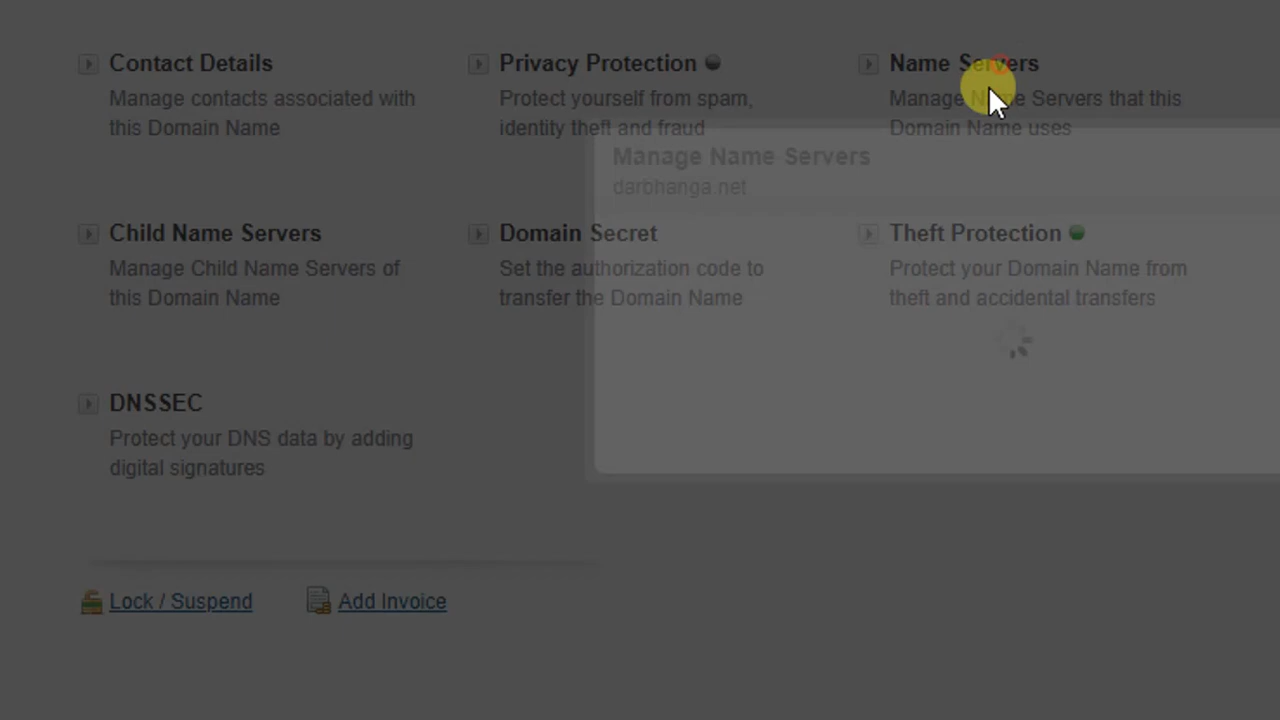 Contact Details
Manage contacts associated with
this Domain Name
Privacy Protection
Protect yourself from spam,
identity theft and fraud
Name Servers
Manage Name Servers that this
Domain Name uses
Manage Name Servers
darbhanga.net
Child Name Servers
Manage Child Name Servers of
this Domain Name
Domain Secret
Set the authorization code to
transfer the Domain Name
Theft Protection
Protect your Domain Name from
theft and accidental transfers
DNSSEC
Protect your DNS data by adding
digital signatures
Lock / Suspend
Add Invoice